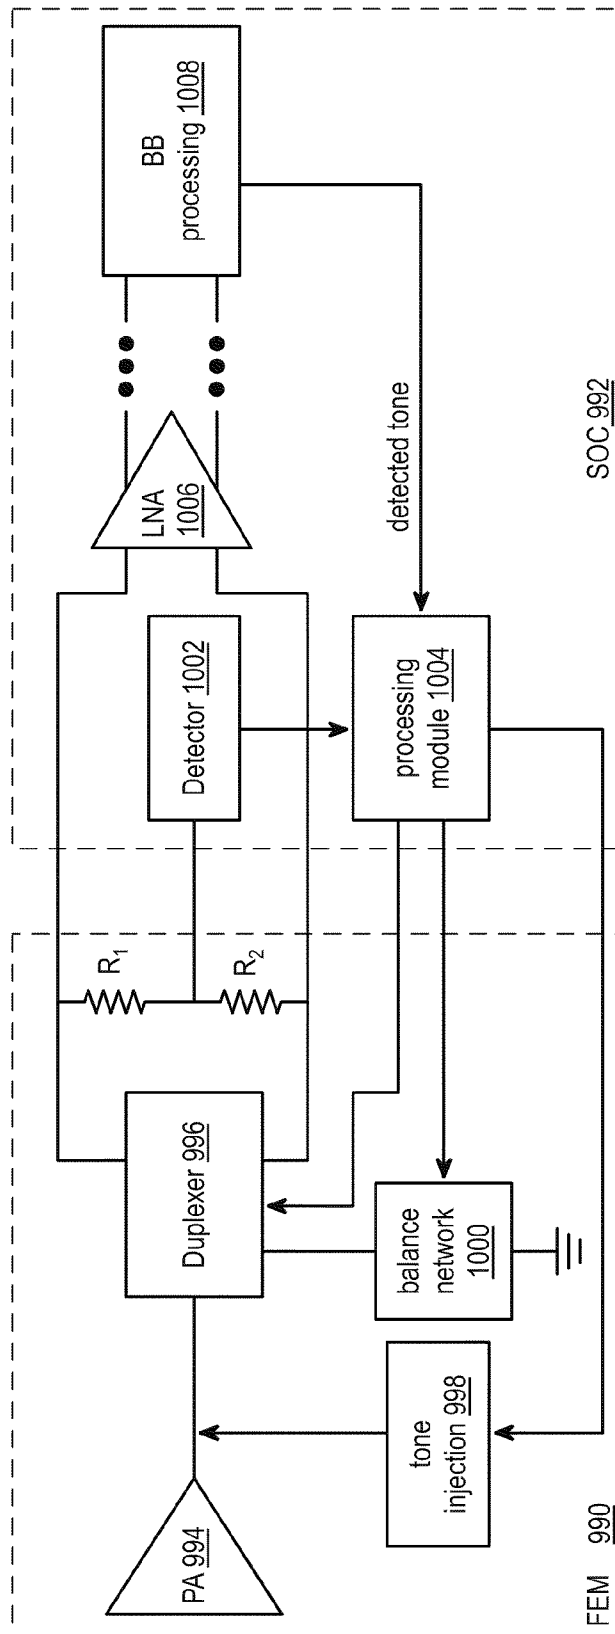 PA 994
Duplexer 996
tone
injection 998
balance
network
1000
R1
R2
Detector 1002
processing
module 1004
LNA
1006
BB
processing 1008
detected tone
FEM 990
SOC 992